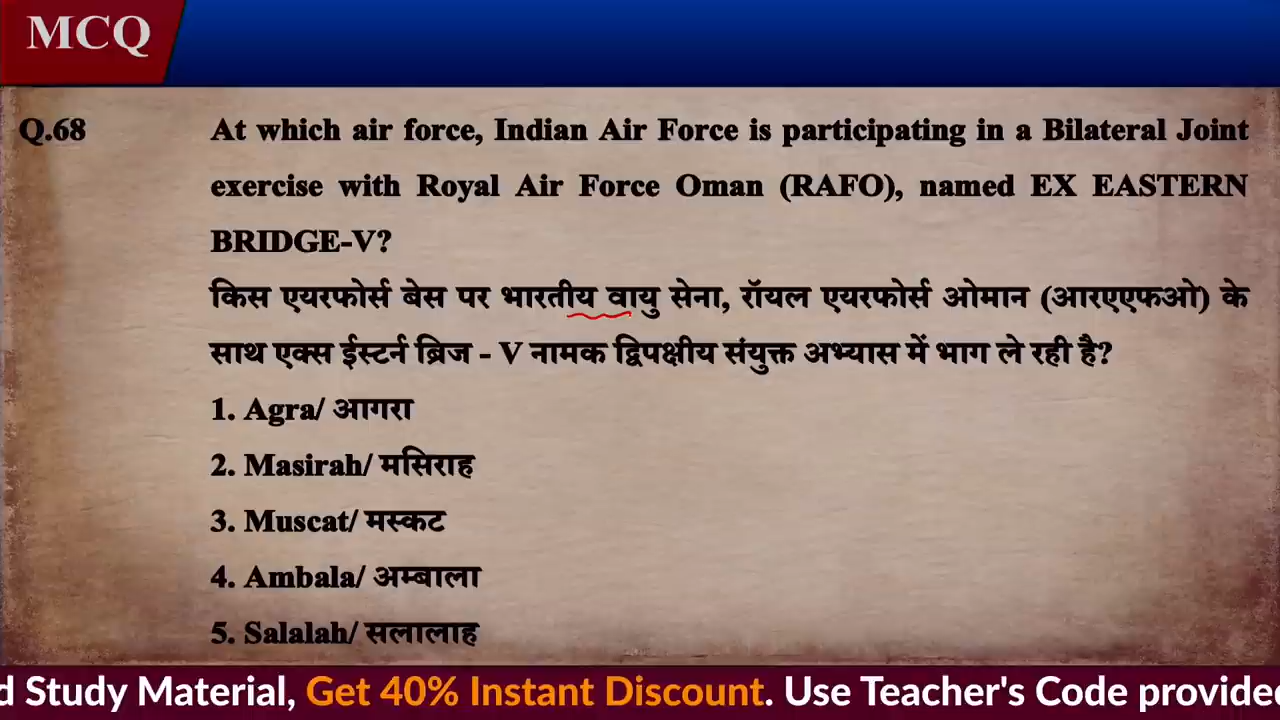 MCQ
Q.68 At which air force, Indian Air Force is participating in a Bilateral Joint
exercise with Royal Air Force Oman (RAFO), named EX EASTERN
BRIDGE-V?
किस एयरफोर्स बेस पर भारतीय वायु सेना, रॉयल एयरफोर्स ओमान (आरएएफओ) के
साथ एक्स ईस्टर्न ब्रिज - V नामक द्विपक्षीय संयुक्त अभ्यास में भाग ले रही है?
1. Agra/ आगरा
2. Masirah/ मसिराह
3. Muscat/ मस्कट
4. Ambala/ अम्बाला
5. Salalah/ सलालाह
d Study Material, Get 40% Instant Discount. Use Teacher's Code provided